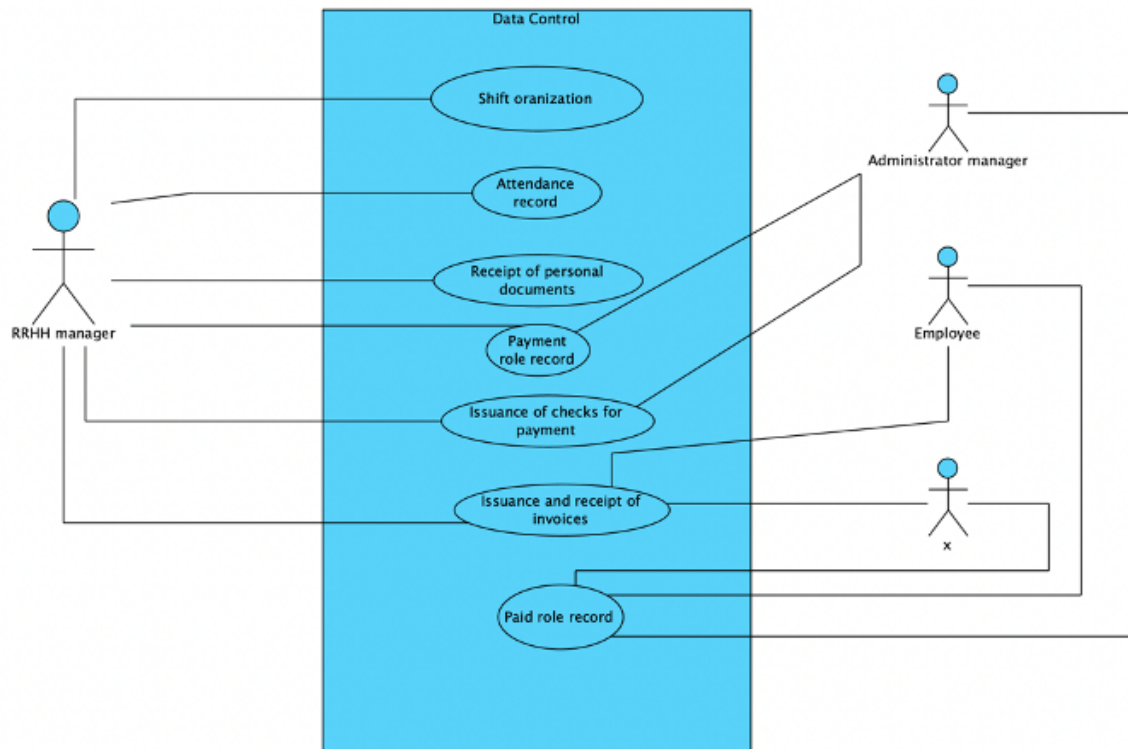 Data Control
Shift oranization
Administrator manager
Attendance
record
Receipt of personal
documents
RRHH manager
Employee
Payment
role record
Issuance of checks for
payment
Issuance and receipt of
invoices
x
Paid role record